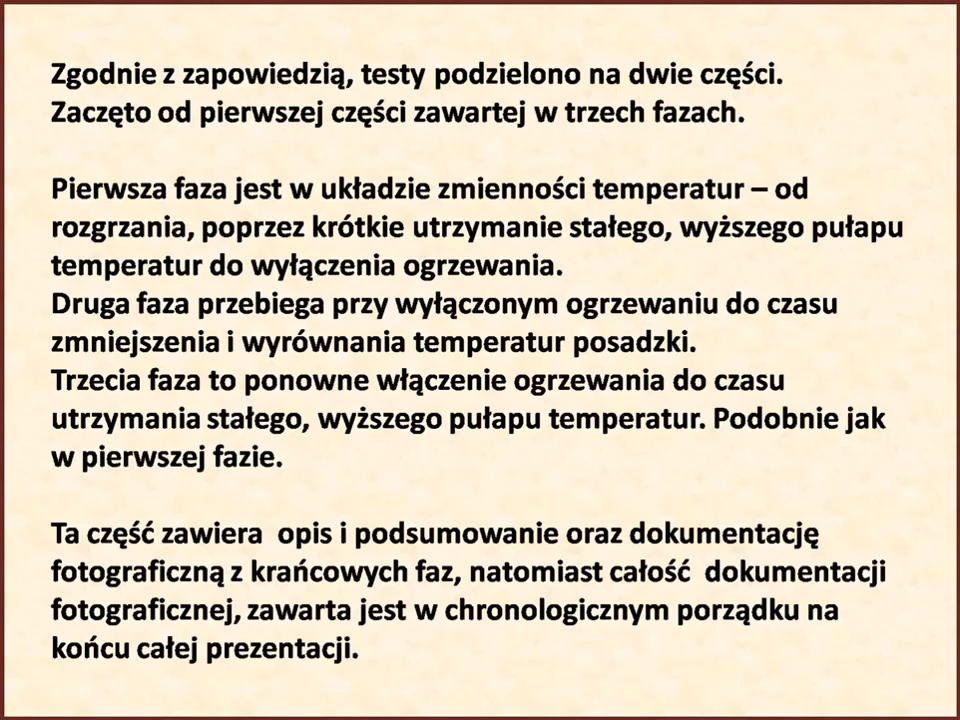 Zgodnie z zapowiedzią, testy podzielono na dwie części.
Zaczęto od pierwszej części zawartej w trzech fazach.
Pierwsza faza jest w układzie zmienności temperatur – od
rozgrzania, poprzez krótkie utrzymanie stałego, wyższego pułapu
temperatur do wyłączenia ogrzewania.
Druga faza przebiega przy wyłączonym ogrzewaniu do czasu
zmniejszenia i wyrównania temperatur posadzki.
Trzecia faza to ponowne włączenie ogrzewania do czasu
utrzymania stałego, wyższego pułapu temperatur. Podobnie jak
w pierwszej fazie.
Ta część zawiera  opis i podsumowanie oraz dokumentację
fotograficzną z krańcowych faz, natomiast całość  dokumentacji
fotograficznej, zawarta jest w chronologicznym porządku na
końcu całej prezentacji.